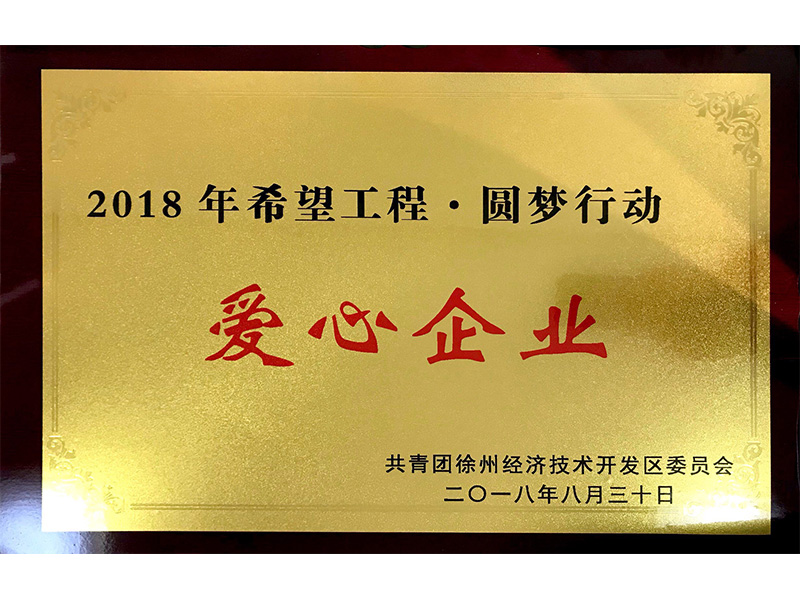 2018年希望工程·圆梦行动
爱心企业
共青团徐州经济技术开发区委员会
二〇一八年八月三十日